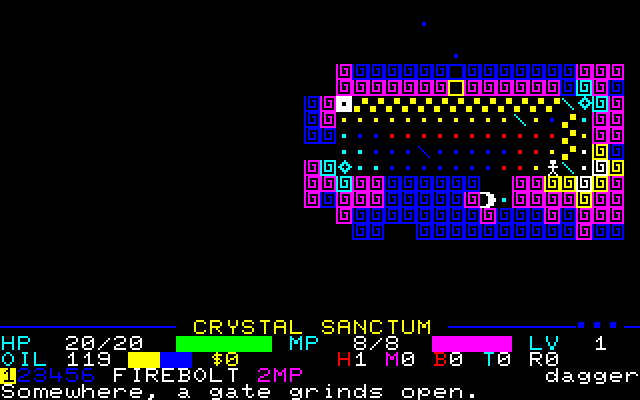 CRYSTAL SANCTUM
HP 20/20 MP 8/8 LV 1
OIL 119 $0 H1 M0 B0 T0 R0
123456 FIREBOLT 2MP dagger
Somewhere, a gate grinds open.